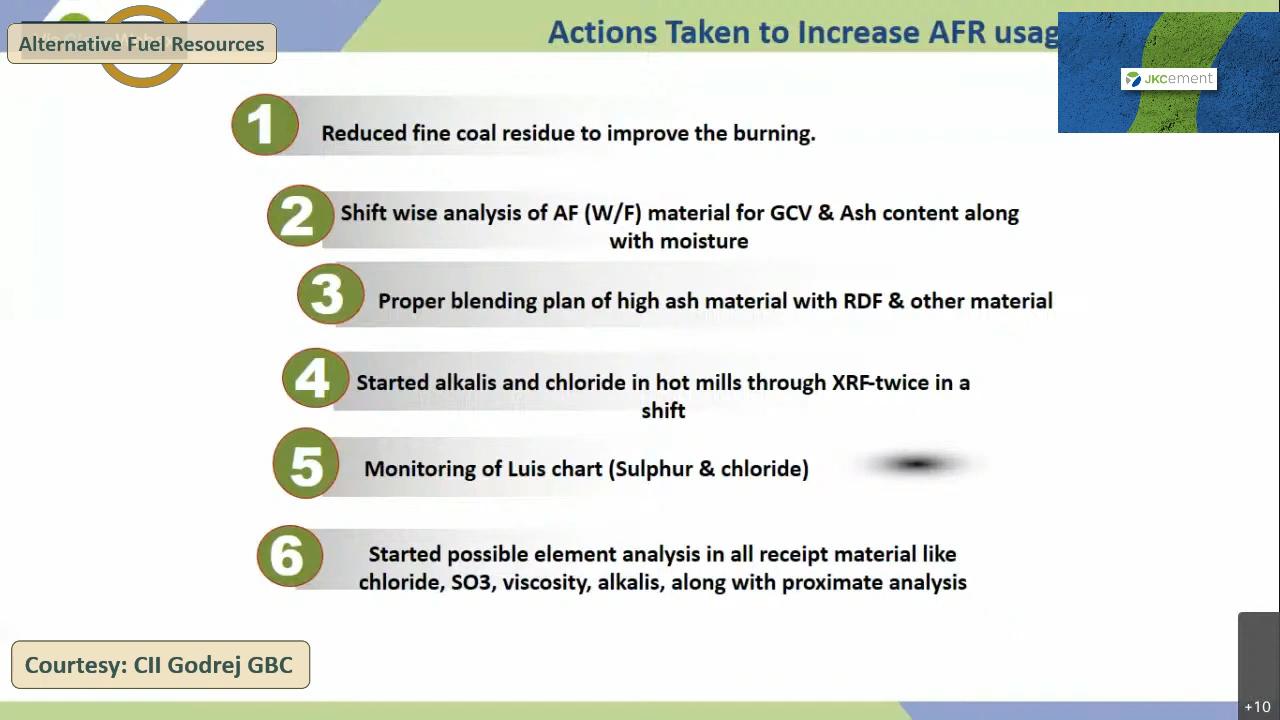 Alternative Fuel Resources
Actions Taken to Increase AFR usag
JKCement
1
Reduced fine coal residue to improve the burning.
2
Shift wise analysis of AF (W/F) material for GCV & Ash content along
with moisture
3
Proper blending plan of high ash material with RDF & other material
4
Started alkalis and chloride in hot mills through XRF-twice in a
shift
5
Monitoring of Luis chart (Sulphur & chloride)
6
Started possible element analysis in all receipt material like
chloride, SO3, viscosity, alkalis, along with proximate analysis
Courtesy: CII Godrej GBC
+10